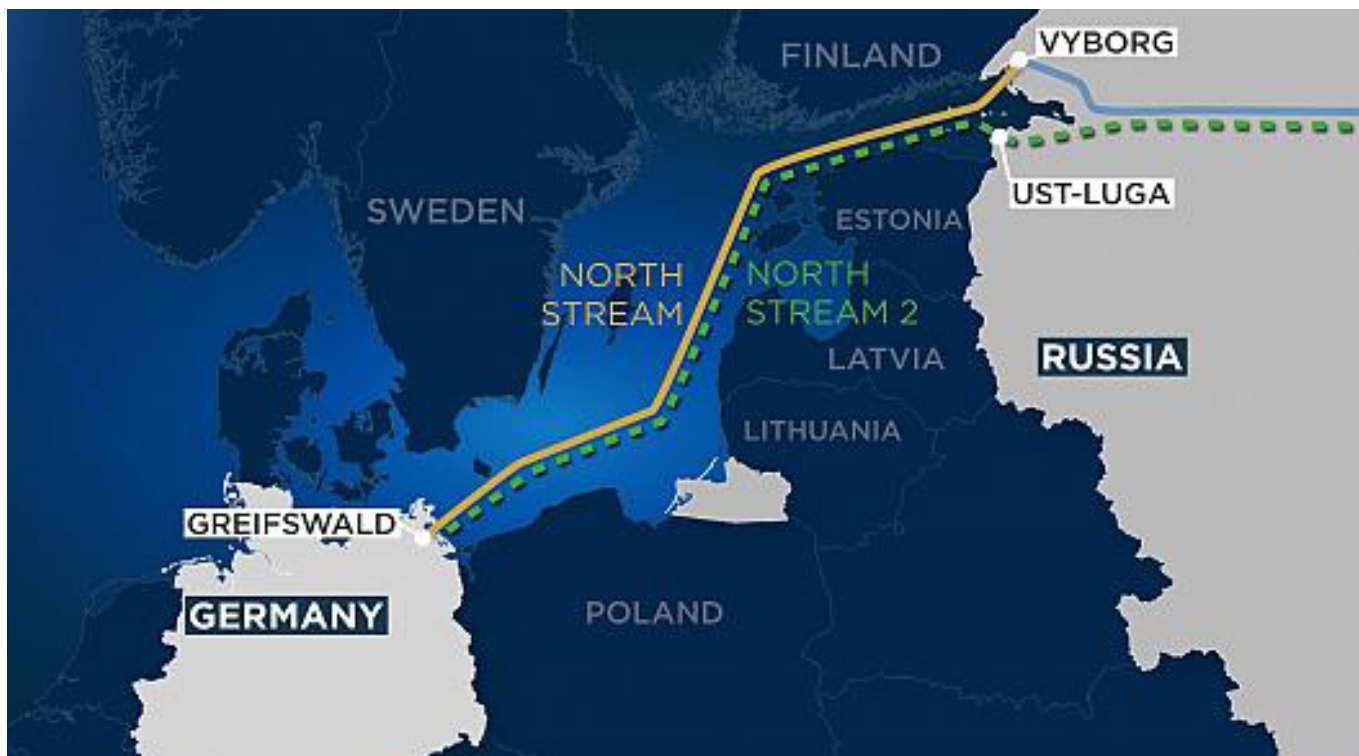 VYBORG
FINLAND
UST-LUGA
SWEDEN
ESTONIA
NORTH
STREAM
NORTH
STREAM 2
LATVIA
RUSSIA
LITHUANIA
GREIFSWALD
GERMANY
POLAND